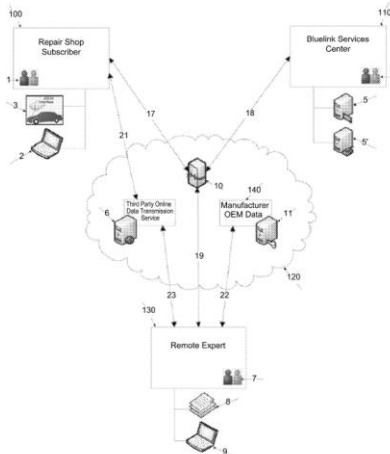 100
Repair Shop
Subscriber
1
3
2
110
Bluelink Services
Center
5
5'
17
18
21
10
140
Third Party Online
Data Transmission
Service
6
Manufacturer
OEM Data
11
19
120
23
22
130
Remote Expert
7
8
9